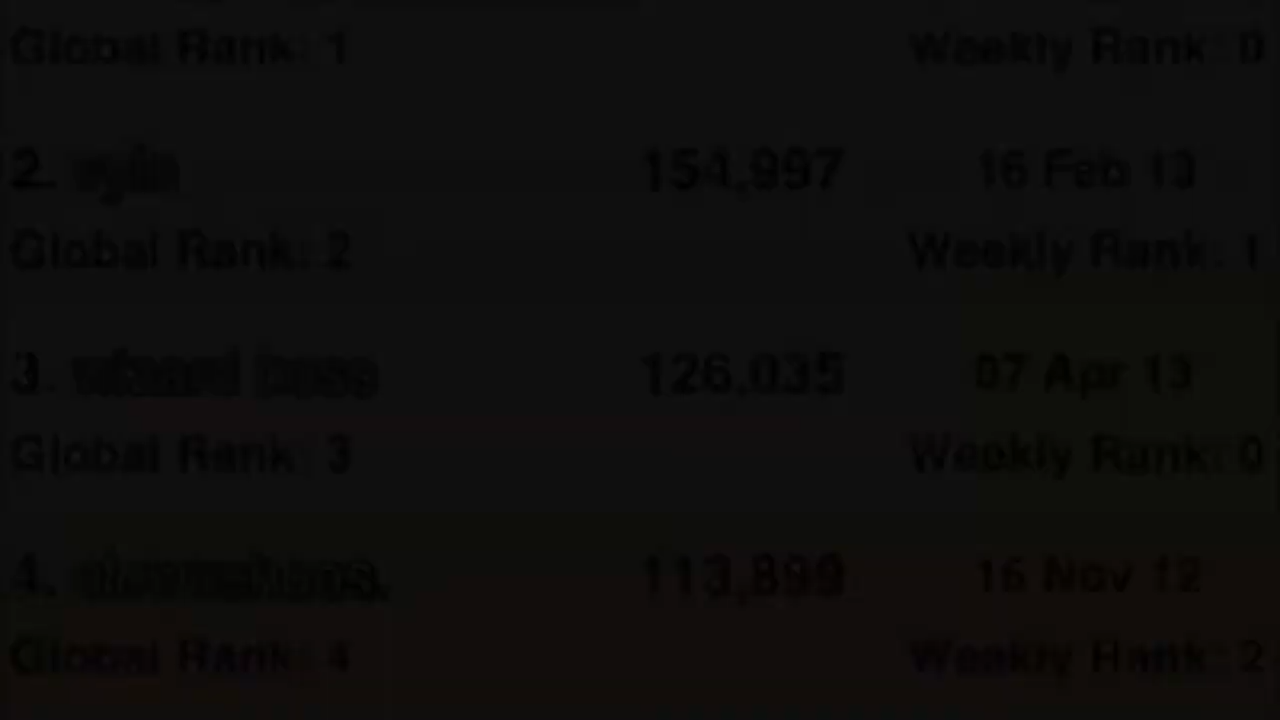 Global Rank: 1 Weekly Rank: 0
2. 154,997 16 Feb 13
Global Rank: 2 Weekly Rank: 1
3. 126,035 07 Apr 13
Global Rank: 3 Weekly Rank: 0
4. 113,899 16 Nov 12
Global Rank: 4 Weekly Rank: 2